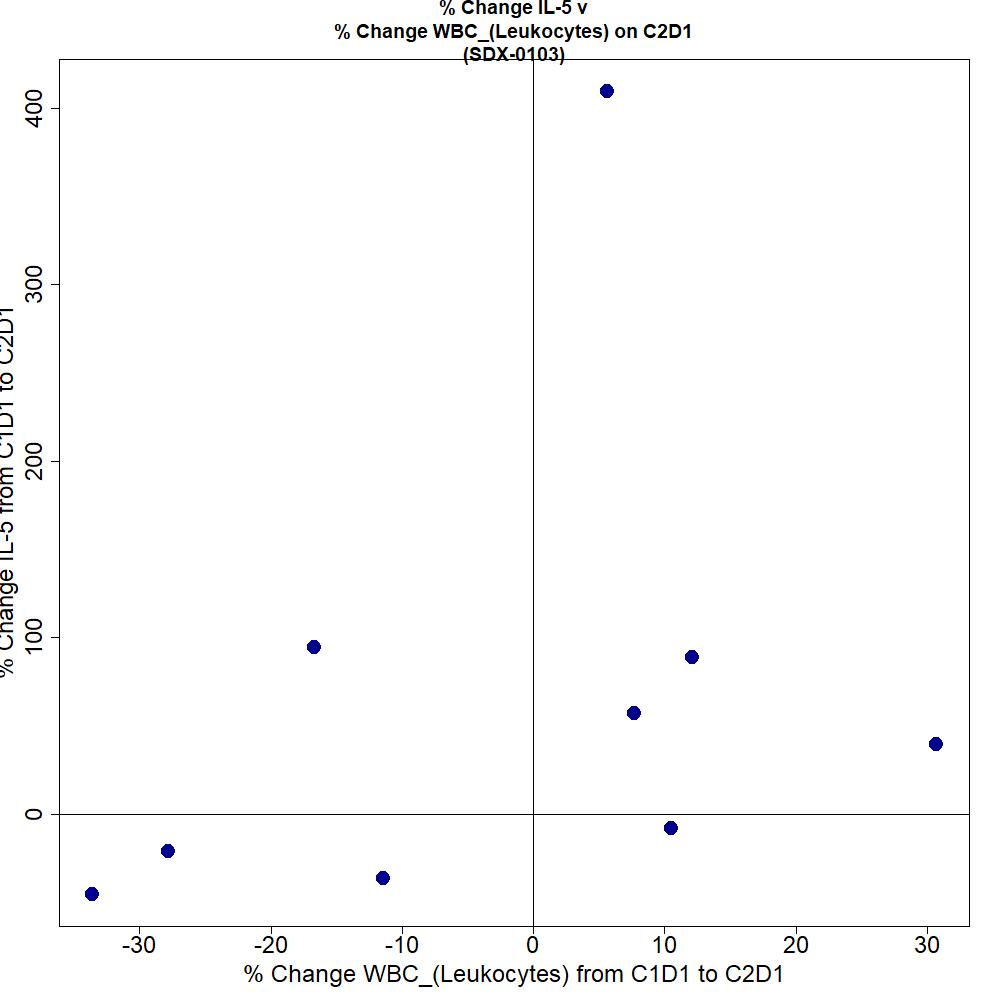 % Change IL-5 v
% Change WBC_(Leukocytes) on C2D1
(SDX-0103)
% Change IL-5 from C1D1 to C2D1
400
300
200
100
0
-30
-20
-10
0
10
20
30
% Change WBC_(Leukocytes) from C1D1 to C2D1